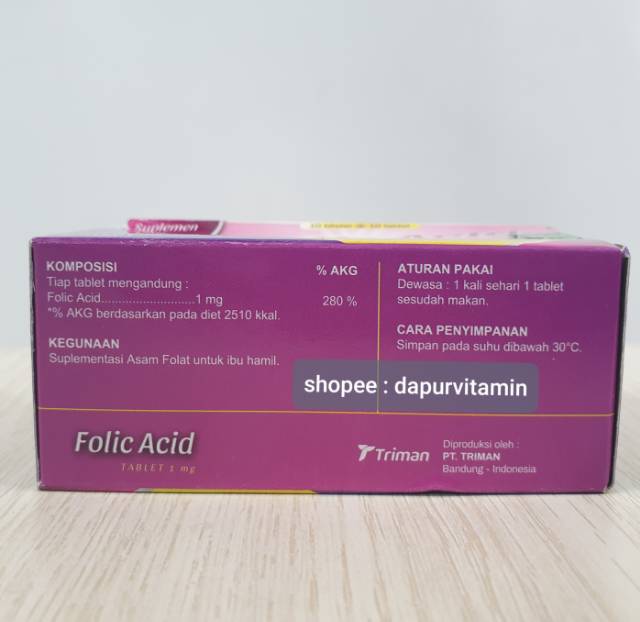 Suplemen
KOMPOSISI
% AKG
Tiap tablet mengandung :
Folic Acid..........................1 mg
280 %
*% AKG berdasarkan pada diet 2510 kkal.
KEGUNAAN
Suplementasi Asam Folat untuk ibu hamil.
ATURAN PAKAI
Dewasa : 1 kali sehari 1 tablet
sesudah makan.
CARA PENYIMPANAN
Simpan pada suhu dibawah 30°C.
shopee : dapurvitamin
Folic Acid
TABLET 1 mg
Triman
Diproduksi oleh :
PT. TRIMAN
Bandung - Indonesia